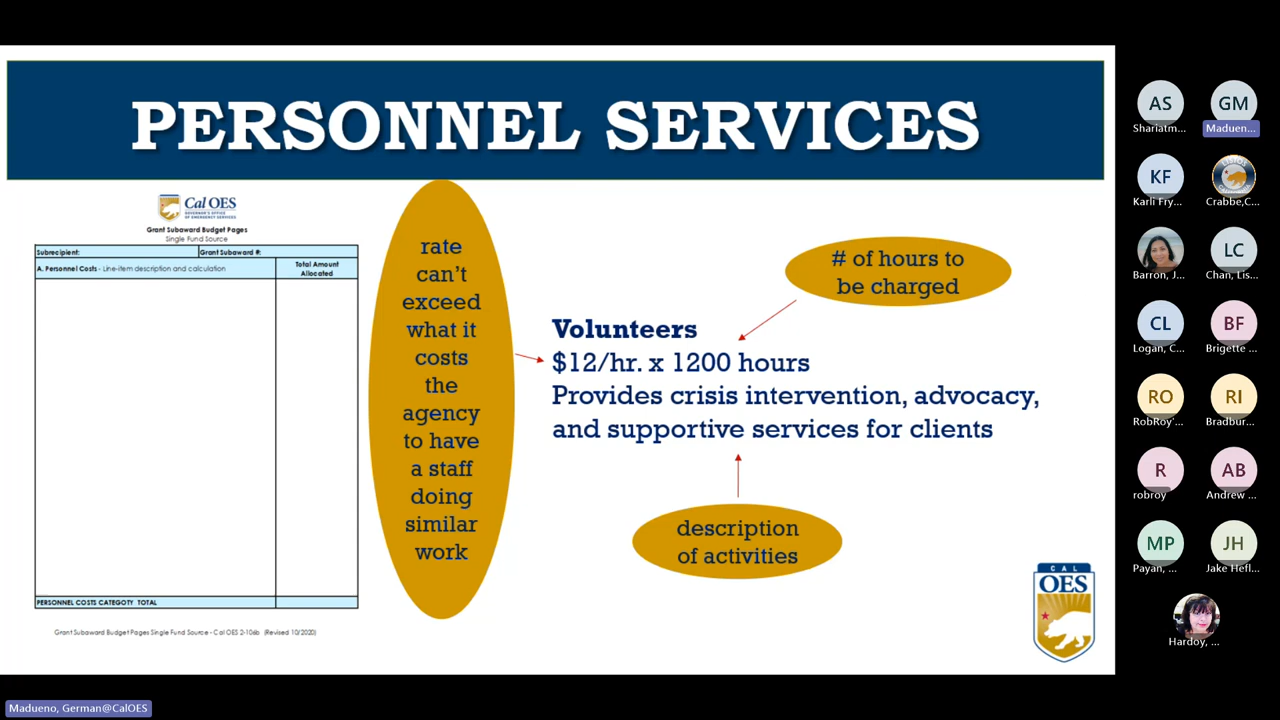 PERSONNEL SERVICES
Cal OES
GOVERNOR'S OFFICE
OF EMERGENCY SERVICES
Grant Subaward Budget Pages
Single Fund Source
Subrecipient:
Grant Subaward #:
A. Personnel Costs - Line-item description and calculation
Total Amount
Allocated
PERSONNEL COSTS CATEGOTY TOTAL
Grant Subaward Budget Pages Single Fund Source - Cal OES 2-106b (Revised 10/2020)
rate
can't
exceed
what it
costs
the
agency
to have
a staff
doing
similar
work
# of hours to
be charged
Volunteers
$12/hr. x 1200 hours
Provides crisis intervention, advocacy,
and supportive services for clients
description
of activities
CAL
OES
AS
Shariatm...
GM
Madueno...
KF
Karli Fry...
Crabbe,C...
Barron, J...
LC
Chan, Lis...
CL
Logan, C...
BF
Brigette ...
RO
RobRoy'...
RI
Bradbur...
R
robroy
AB
Andrew ...
MP
Payan, ...
JH
Jake Hefl...
Hardoy, ...
Madueno, German@CalOES